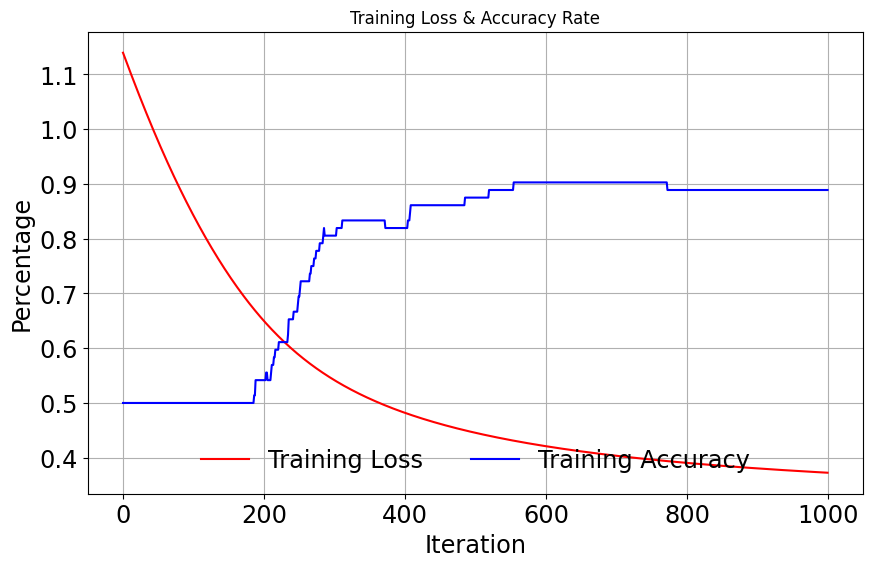 Training Loss & Accuracy Rate
Percentage
1.1
1.0
0.9
0.8
0.7
0.6
0.5
0.4
Training Loss
Training Accuracy
0 200 400 600 800 1000
Iteration